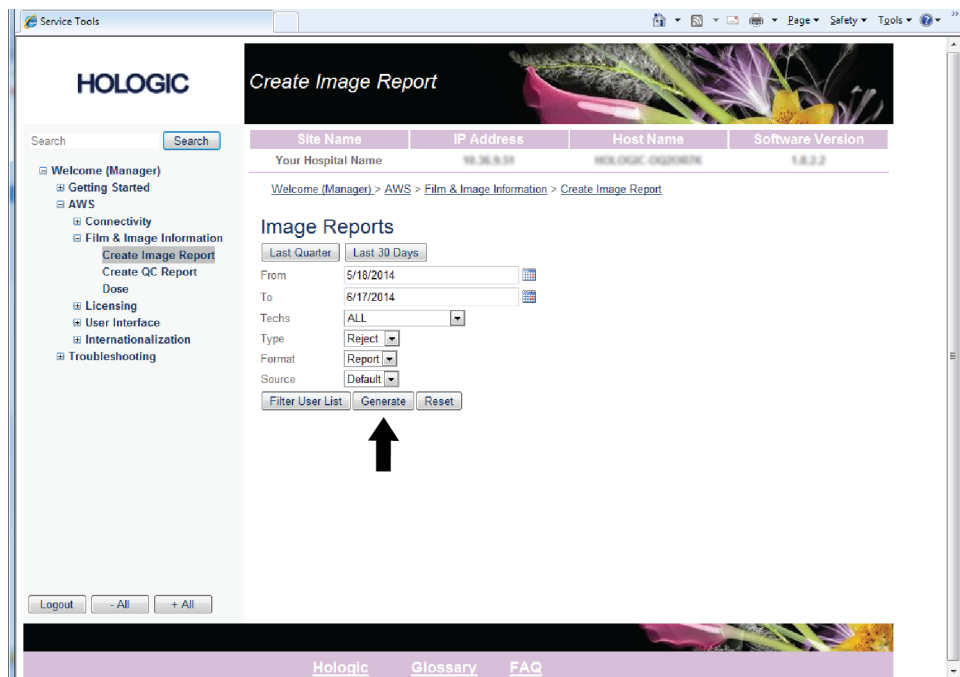 Service Tools
Page Safety Tools
HOLOGIC
Create Image Report
Search Search
Site Name IP Address Host Name Software Version
Your Hospital Name
Welcome (Manager) > AWS > Film & Image Information > Create Image Report
Welcome (Manager)
Getting Started
AWS
Connectivity
Film & Image Information
Create Image Report
Create QC Report
Dose
Licensing
User Interface
Internationalization
Troubleshooting
Image Reports
Last Quarter Last 30 Days
From 5/18/2014
To 6/17/2014
Techs ALL
Type Reject
Format Report
Source Default
Filter User List Generate Reset
Logout - All + All
Hologic Glossary FAQ